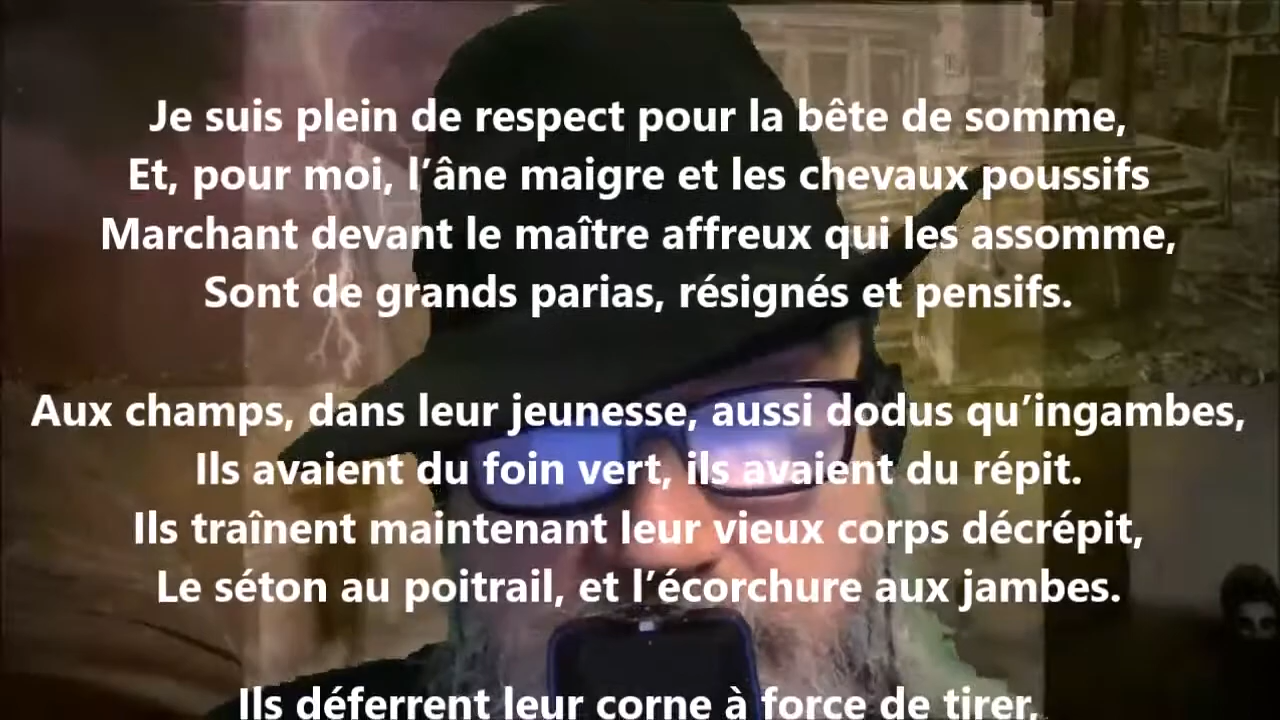 Je suis plein de respect pour la bête de somme,
Et, pour moi, l’âne maigre et les chevaux poussifs
Marchant devant le maître affreux qui les assomme,
Sont de grands parias, résignés et pensifs.
Aux champs, dans leur jeunesse, aussi dodus qu’ingambes,
Ils avaient du foin vert, ils avaient du répit.
Ils traînent maintenant leur vieux corps décrépit,
Le séton au poitrail, et l’écorchure aux jambes.
Ils déferrent leur corne à force de tirer,